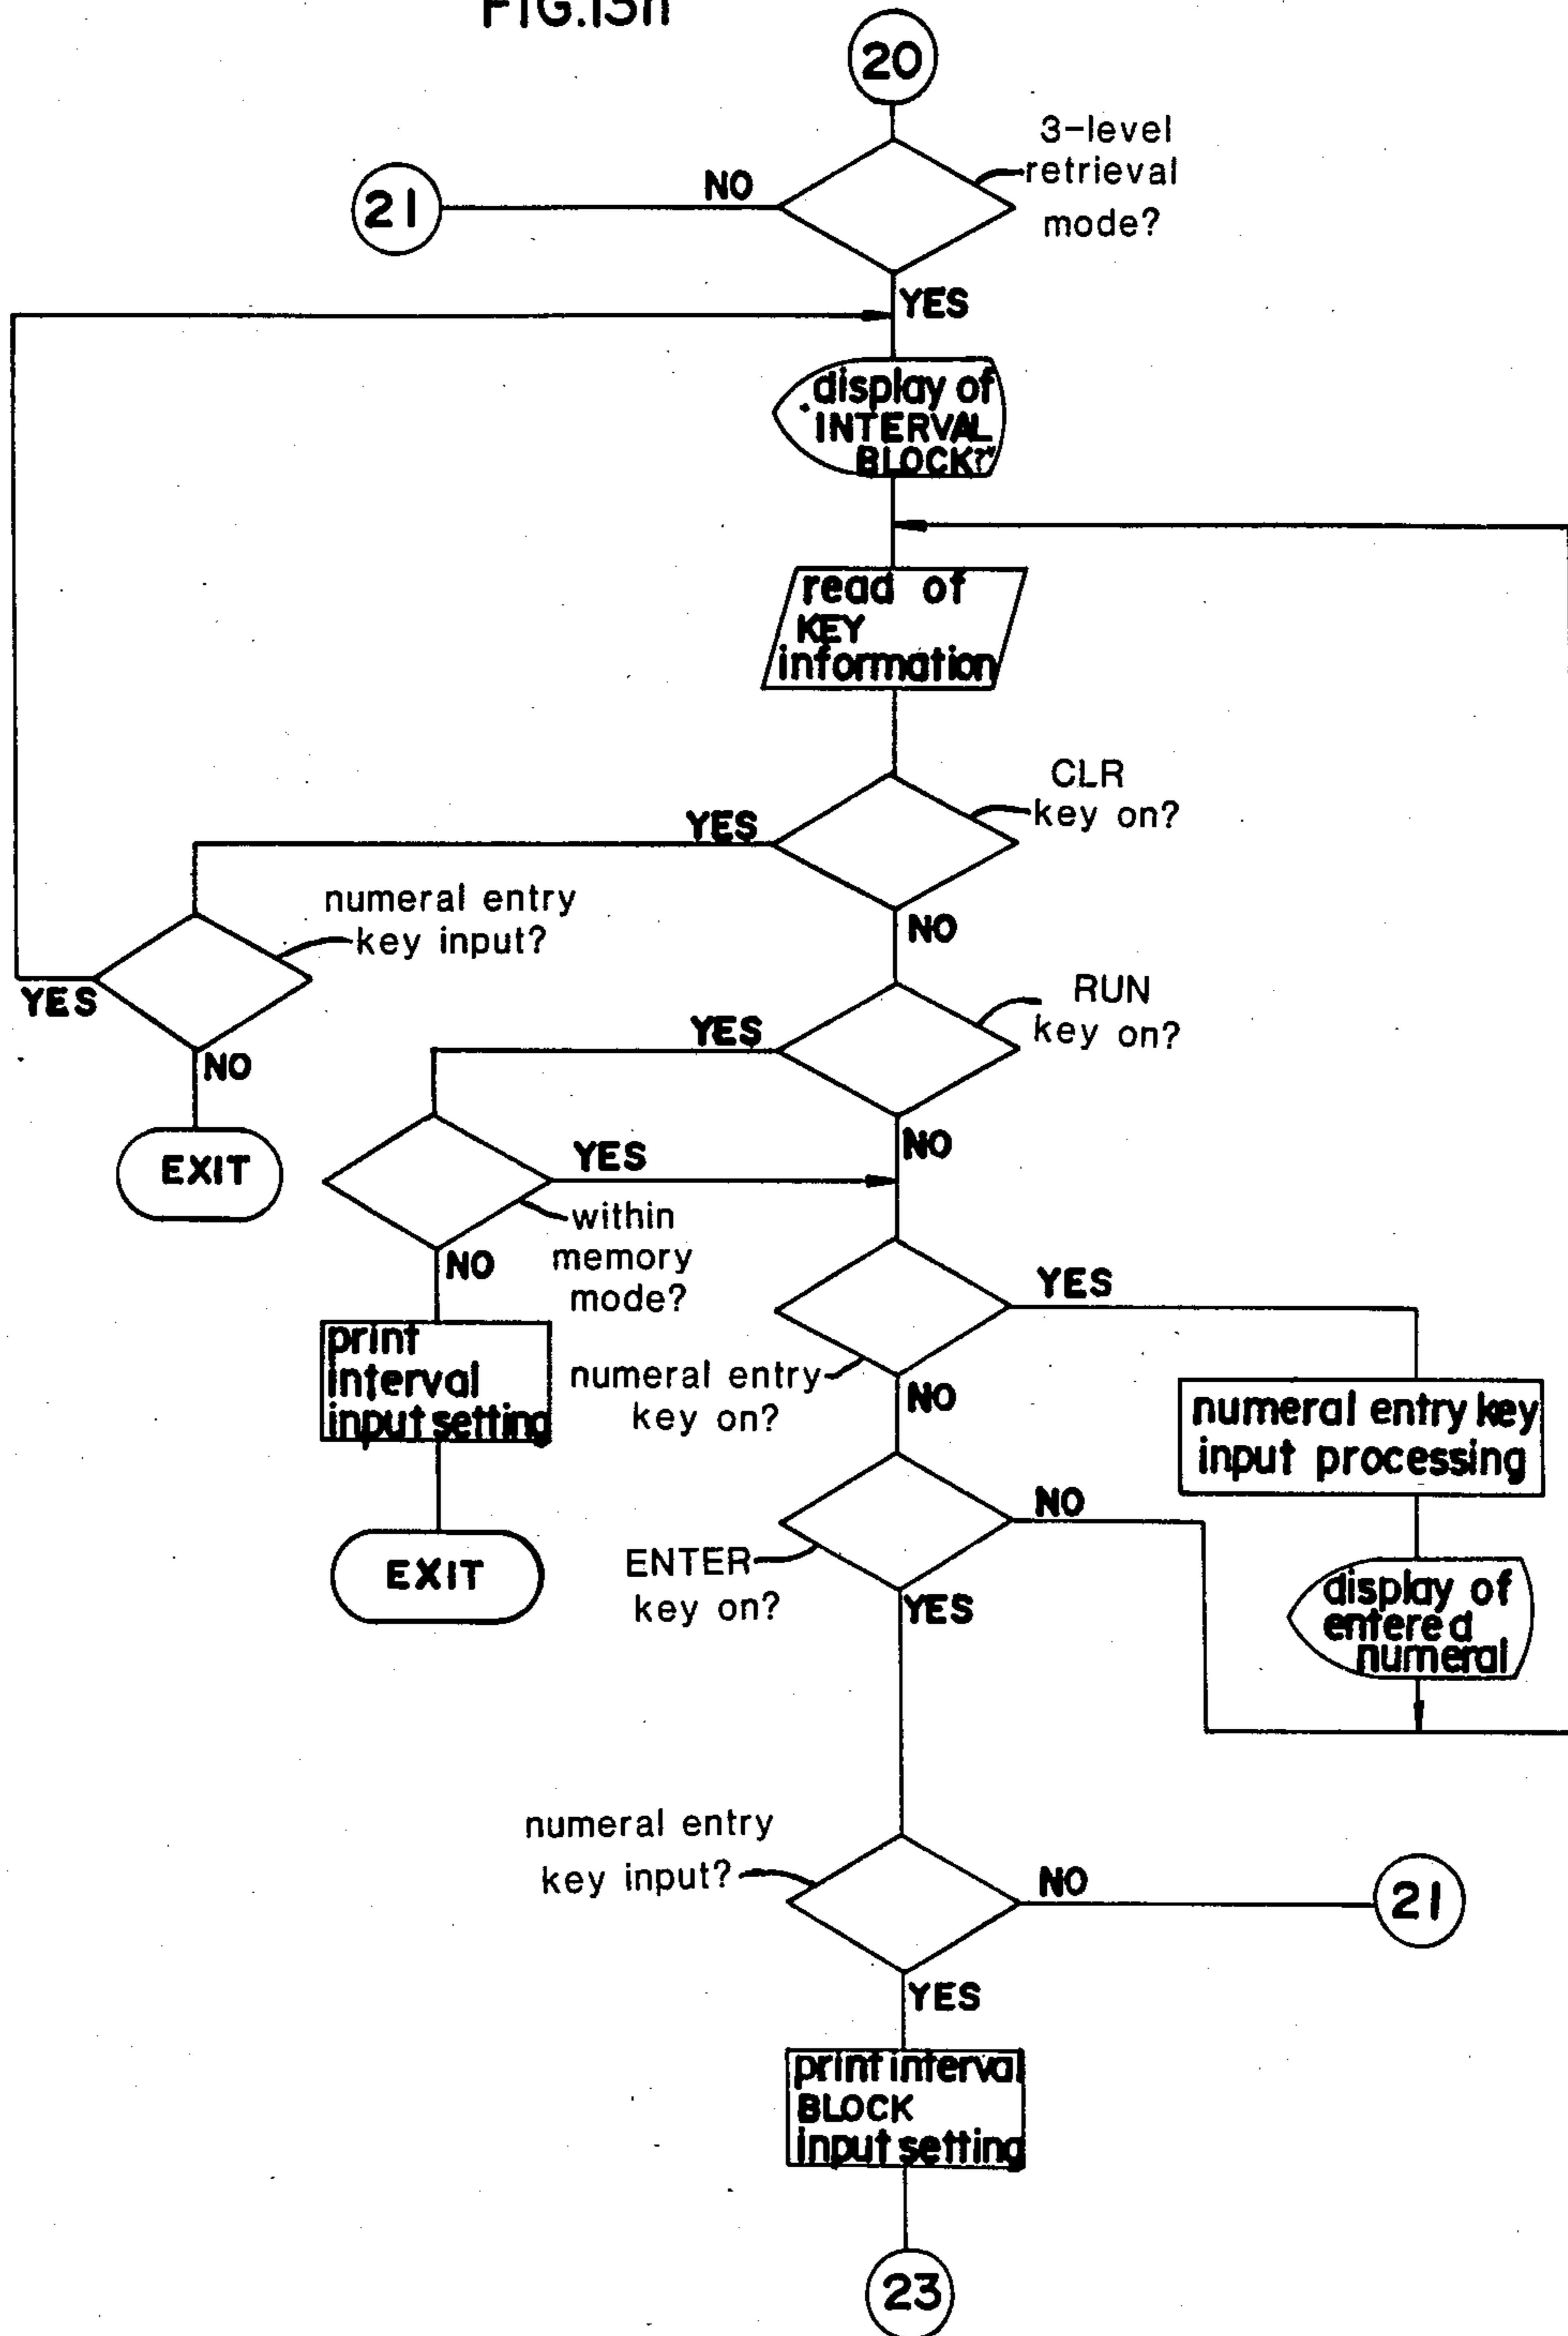 FIG.13n
20
3-level
retrieval
mode?
NO
21
YES
display of
"INTERVAL
BLOCK?"
read of
KEY
information
CLR
key on?
YES
NO
numeral entry
key input?
YES
NO
EXIT
RUN
key on?
YES
NO
YES
within
memory
mode?
NO
print
interval
input setting
EXIT
YES
numeral entry
key on?
NO
numeral entry key
input processing
NO
ENTER
key on?
YES
display of
entered
numeral
numeral entry
key input?
NO
21
YES
print interval
BLOCK
input setting
23